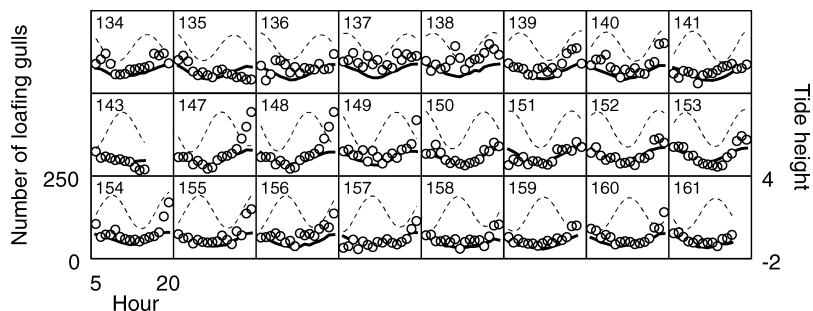 134 135 136 137 138 139 140 141
143 147 148 149 150 151 152 153
250 154 155 156 157 158 159 160 161 4
0 -2
5 20
Hour
Number of loafing gulls
Tide height